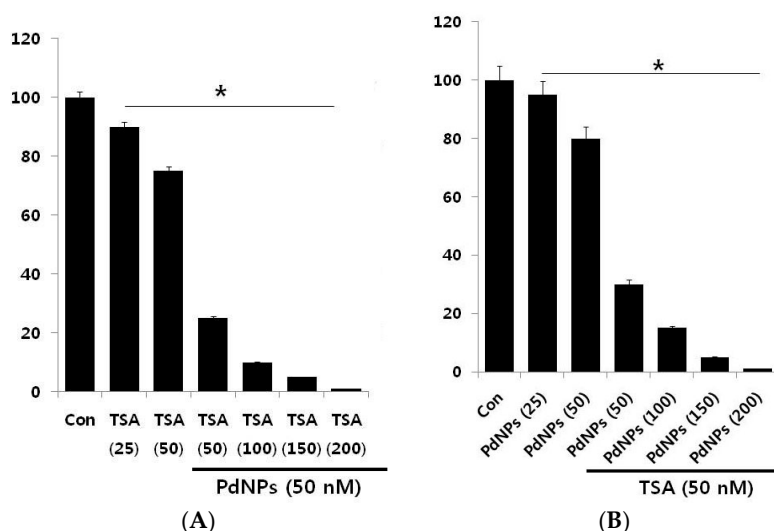 120
100
80
60
40
20
0
*
Con TSA TSA TSA TSA TSA TSA
(25) (50) (50) (100) (150) (200)
PdNPs (50 nM)
(A)
120
100
80
60
40
20
0
*
Con
PdNPs (25)
PdNPs (50)
PdNPs (50)
PdNPs (100)
PdNPs (150)
PdNPs (200)
TSA (50 nM)
(B)